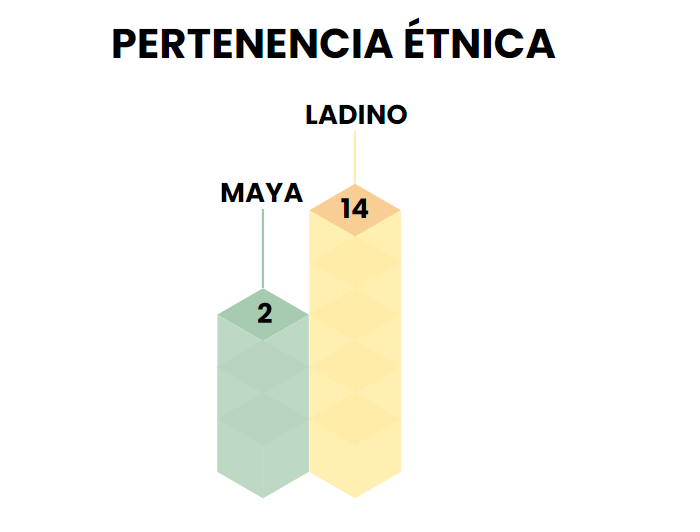 PERTENENCIA ÉTNICA
LADINO
MAYA
14
2